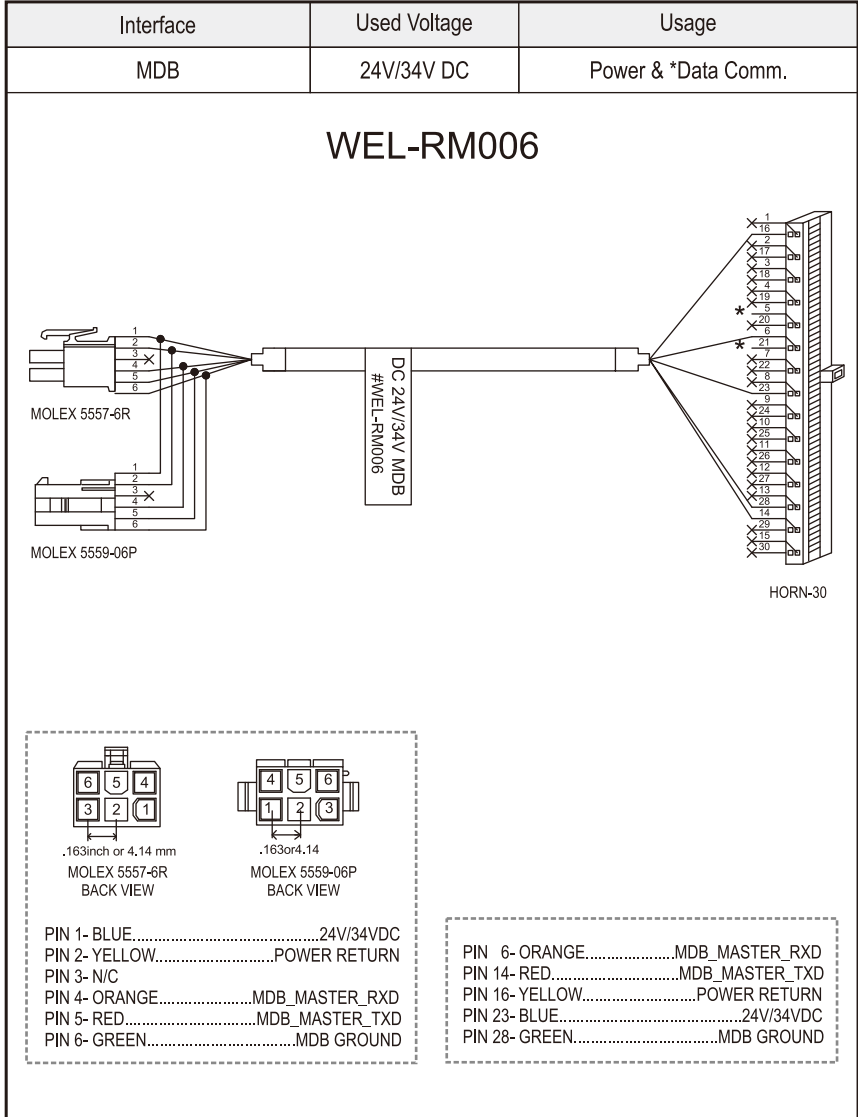 Interface Used Voltage Usage
MDB 24V/34V DC Power & *Data Comm.
WEL-RM006
1
2
3
4
5
6
MOLEX 5557-6R
1
2
3
4
5
6
MOLEX 5559-06P
DC 24V/34V MDB
#WEL-RM006
1
16
2
17
3
18
4
19
* 5
20
6
* 21
7
22
8
23
9
24
10
25
11
26
12
27
13
28
14
29
15
30
HORN-30
6 5 4
3 2 1
.163inch or 4.14 mm
MOLEX 5557-6R
BACK VIEW
4 5 6
1 2 3
.163or4.14
MOLEX 5559-06P
BACK VIEW
PIN 1- BLUE..................................24V/34VDC
PIN 2- YELLOW.....................POWER RETURN
PIN 3- N/C
PIN 4- ORANGE.................MDB_MASTER_RXD
PIN 5- RED.......................MDB_MASTER_TXD
PIN 6- GREEN...........................MDB GROUND
PIN 6- ORANGE.................MDB_MASTER_RXD
PIN 14- RED.......................MDB_MASTER_TXD
PIN 16- YELLOW.....................POWER RETURN
PIN 23- BLUE..................................24V/34VDC
PIN 28- GREEN...........................MDB GROUND